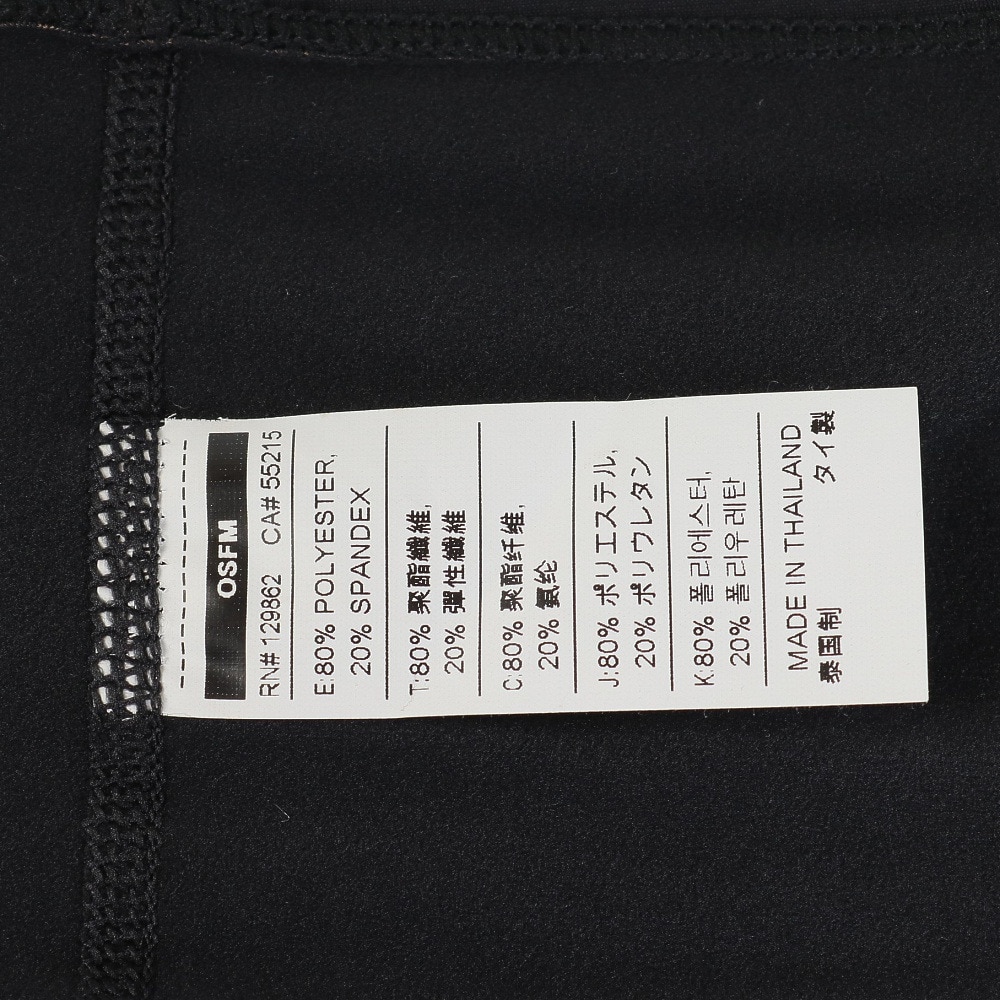 OSFM
RN# 129862 CA# 55215
E:80% POLYESTER,
20% SPANDEX
T:80% 聚酯纖維,
20% 彈性纖維
C:80% 聚酯纤维,
20% 氨纶
J:80% ポリエステル,
20% ポリウレタン
K:80% 폴리에스터,
20% 폴리우레탄
MADE IN THAILAND
泰国制 タイ製